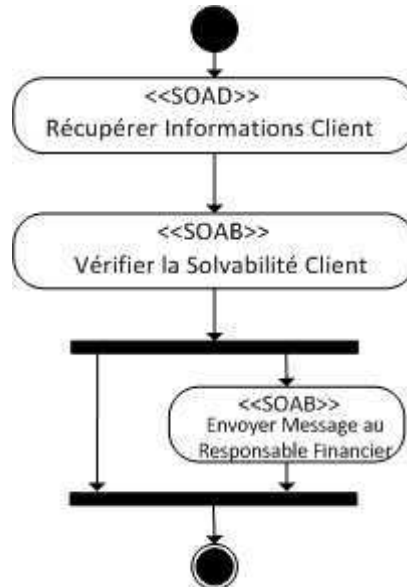 <<SOAD>>
Récupérer Informations Client
<<SOAB>>
Vérifier la Solvabilité Client
<<SOAB>>
Envoyer Message au
Responsable Financier